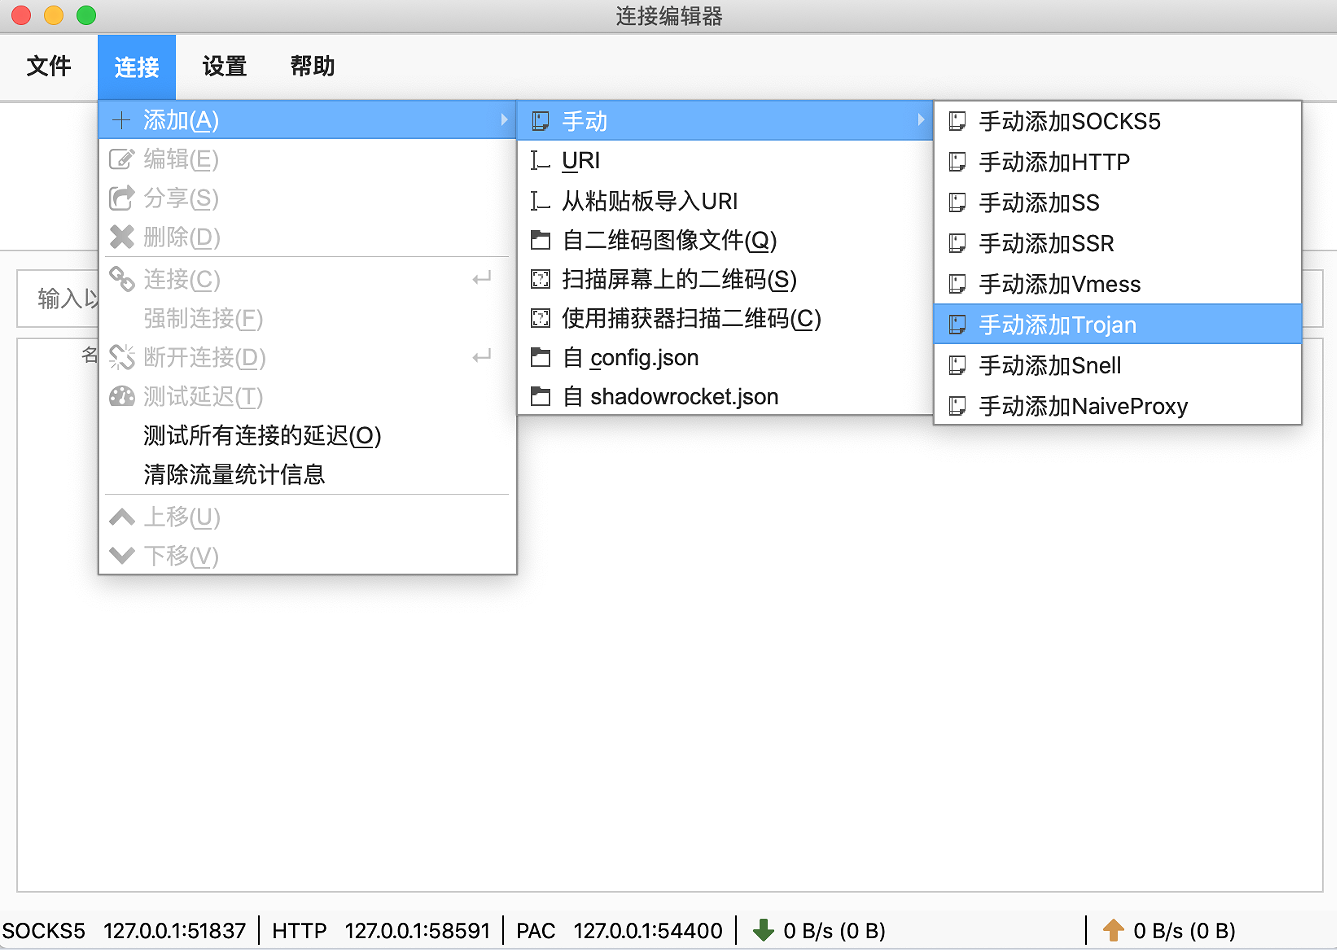 连接编辑器
文件 连接 设置 帮助
添加(A)
编辑(E)
分享(S)
删除(D)
连接(C)
强制连接(F)
断开连接(D)
测试延迟(T)
测试所有连接的延迟(O)
清除流量统计信息
上移(U)
下移(V)
手动
URI
从粘贴板导入URI
自二维码图像文件(Q)
扫描屏幕上的二维码(S)
使用捕获器扫描二维码(C)
自 config.json
自 shadowrocket.json
手动添加SOCKS5
手动添加HTTP
手动添加SS
手动添加SSR
手动添加Vmess
手动添加Trojan
手动添加Snell
手动添加NaiveProxy
输入以
名
SOCKS5 127.0.0.1:51837 HTTP 127.0.0.1:58591 PAC 127.0.0.1:54400 0 B/s (0 B) 0 B/s (0 B)